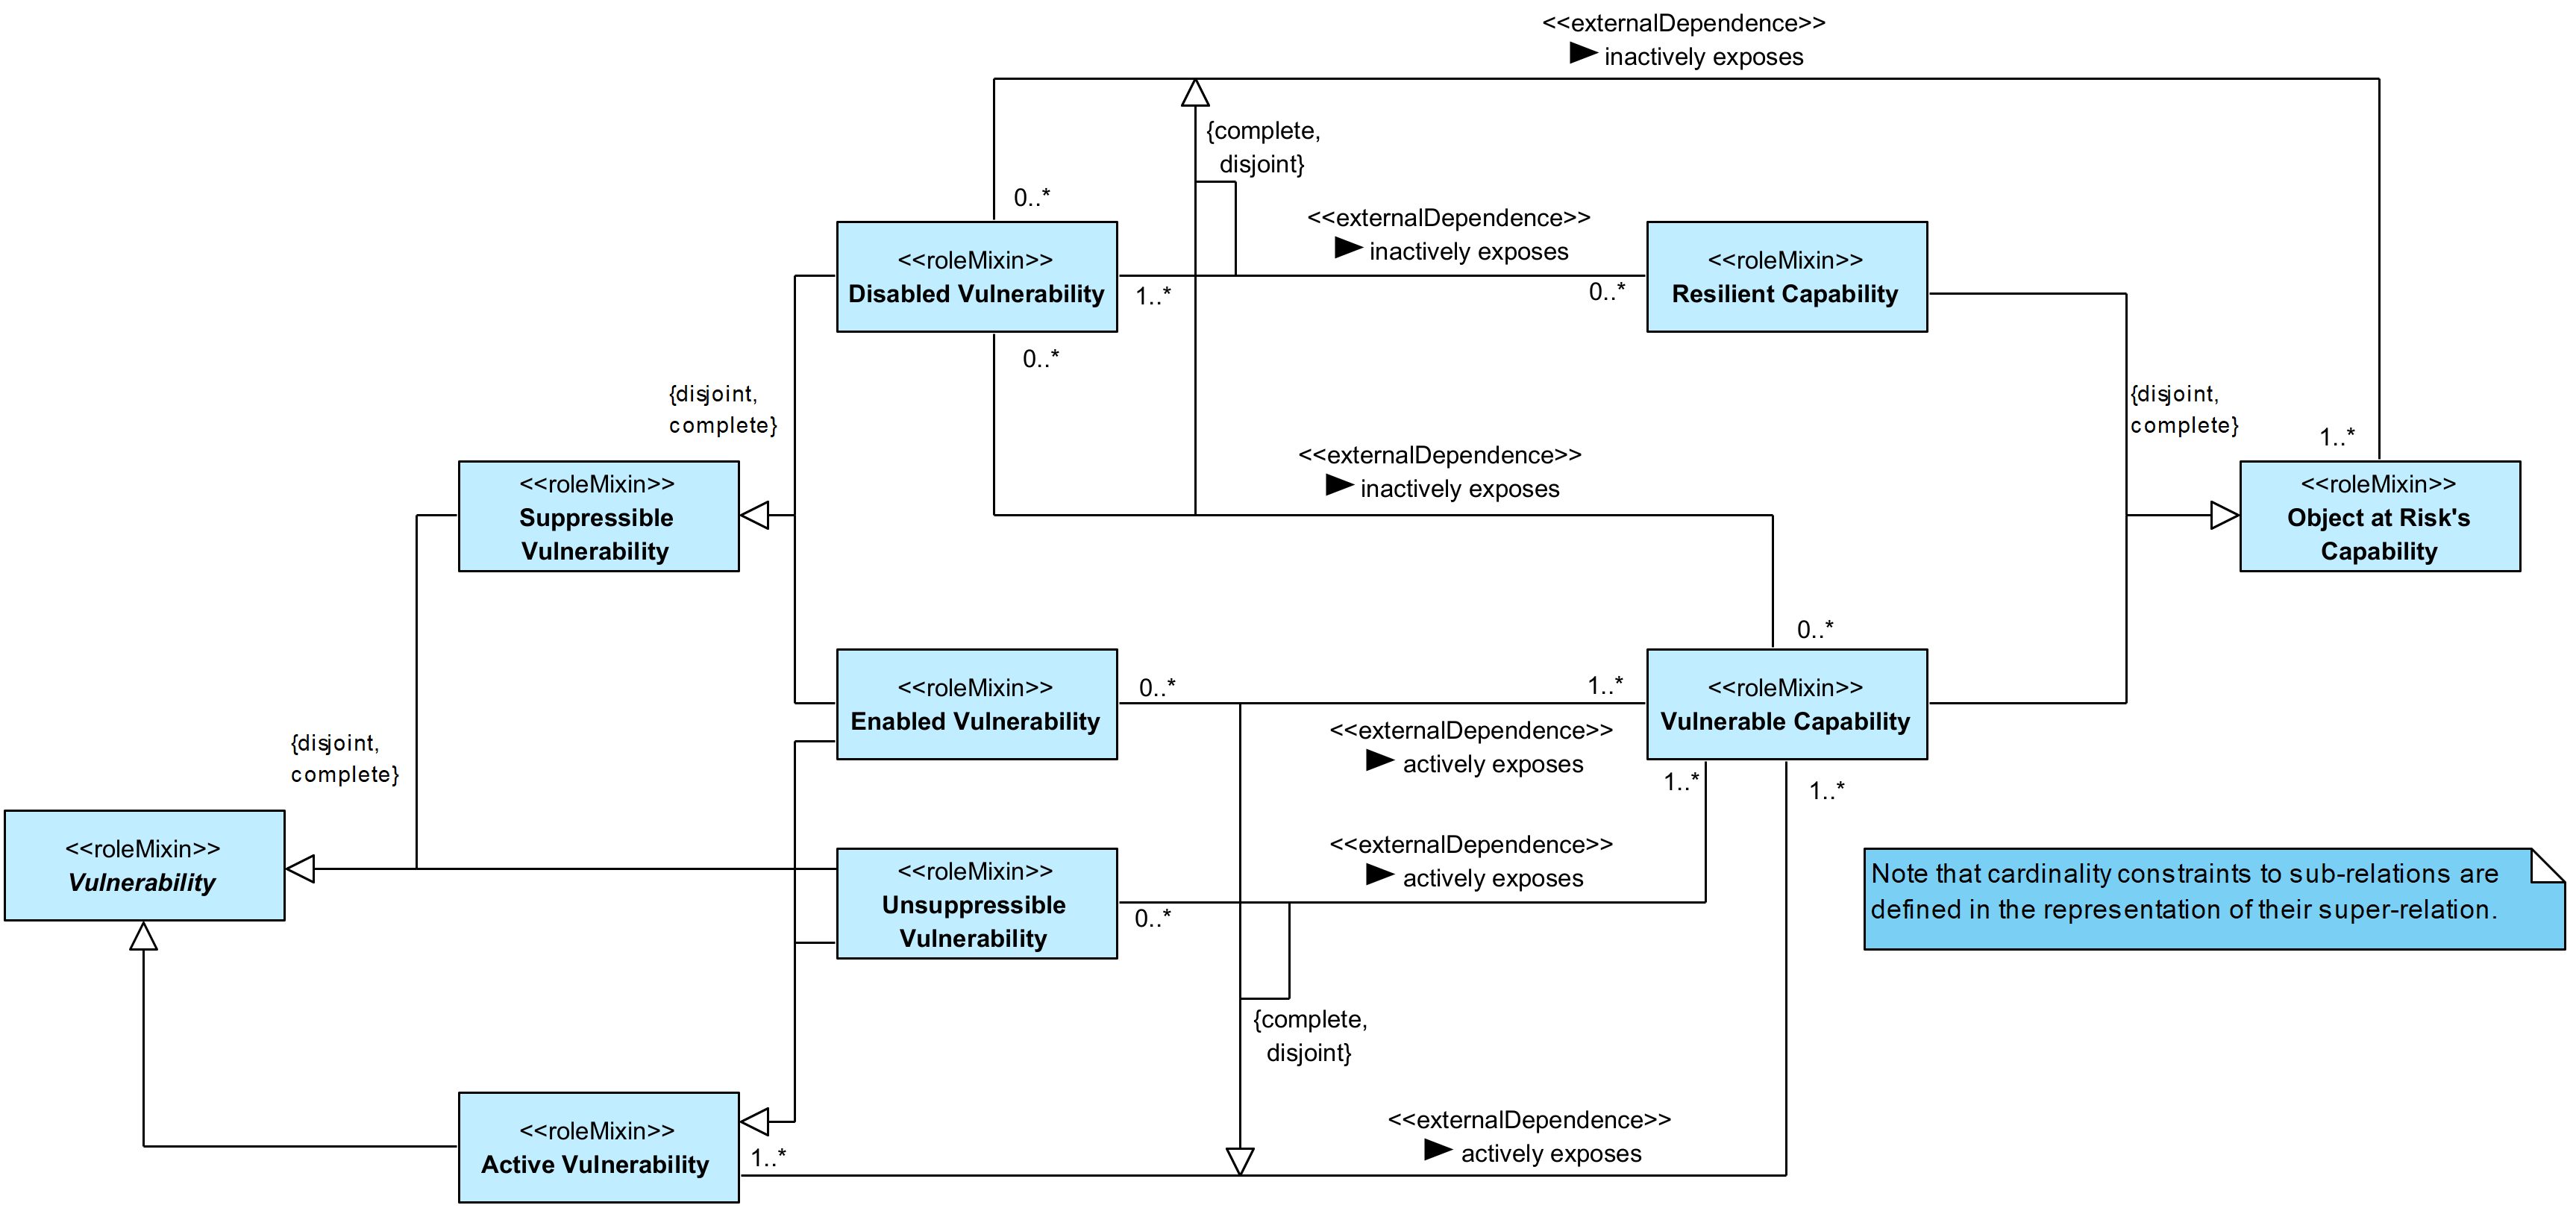 <<externalDependence>>
inactively exposes
{complete,
disjoint}
0..*
<<externalDependence>>
inactively exposes
<<roleMixin>>
Disabled Vulnerability
1..*
0..*
<<roleMixin>>
Resilient Capability
0..*
{disjoint,
complete}
{disjoint,
complete}
1..*
<<externalDependence>>
inactively exposes
<<roleMixin>>
Suppressible
Vulnerability
<<roleMixin>>
Object at Risk's
Capability
0..*
<<roleMixin>>
Enabled Vulnerability
0..*
1..*
<<roleMixin>>
Vulnerable Capability
<<externalDependence>>
actively exposes
{disjoint,
complete}
1..*
1..*
<<roleMixin>>
Vulnerability
<<externalDependence>>
actively exposes
<<roleMixin>>
Unsuppressible
Vulnerability
0..*
Note that cardinality constraints to sub-relations are
defined in the representation of their super-relation.
{complete,
disjoint}
<<roleMixin>>
Active Vulnerability
1..*
<<externalDependence>>
actively exposes